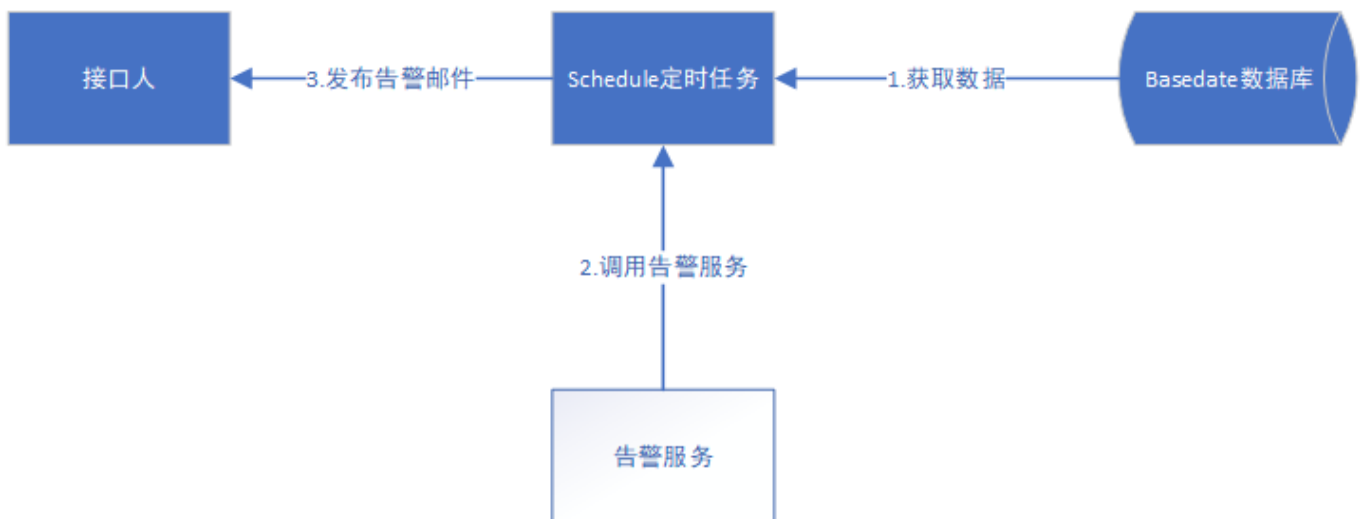 接口人
3.发布告警邮件
Schedule定时任务
1.获取数据
Basedate数据库
2.调用告警服务
告警服务